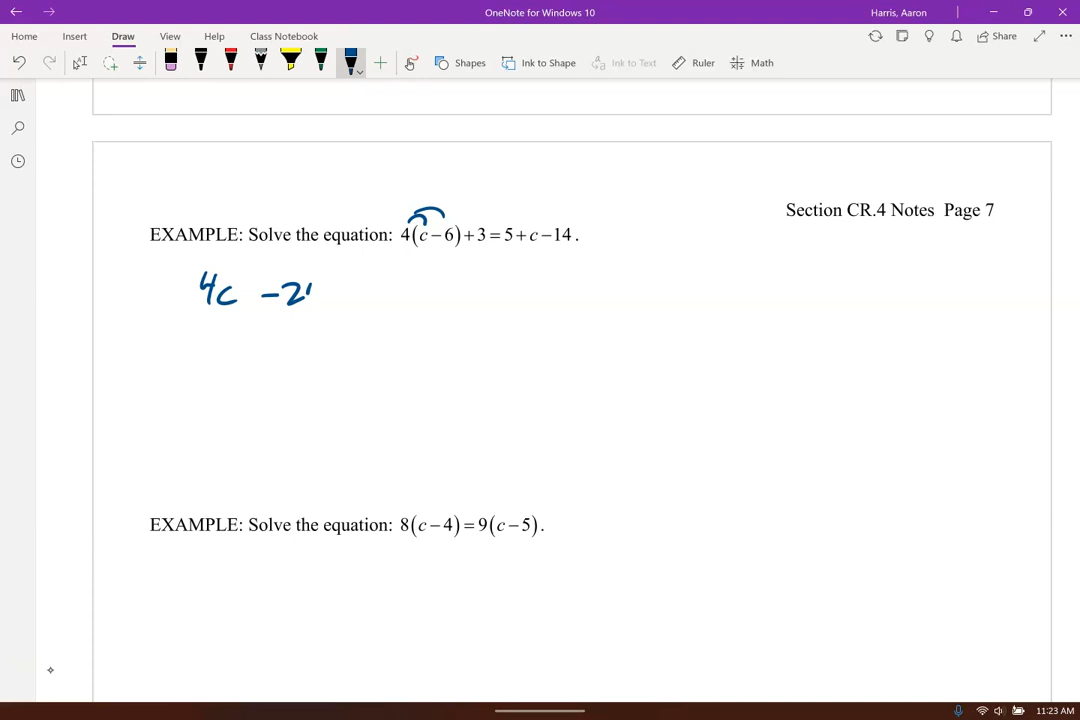 OneNote for Windows 10
Harris, Aaron
Home Insert Draw View Help Class Notebook
Share
Shapes Ink to Shape Ink to Text Ruler Math
Section CR.4 Notes Page 7
EXAMPLE: Solve the equation: 4(c−6)+3=5+c−14.
4c −2
EXAMPLE: Solve the equation: 8(c−4)=9(c−5).
11:23 AM